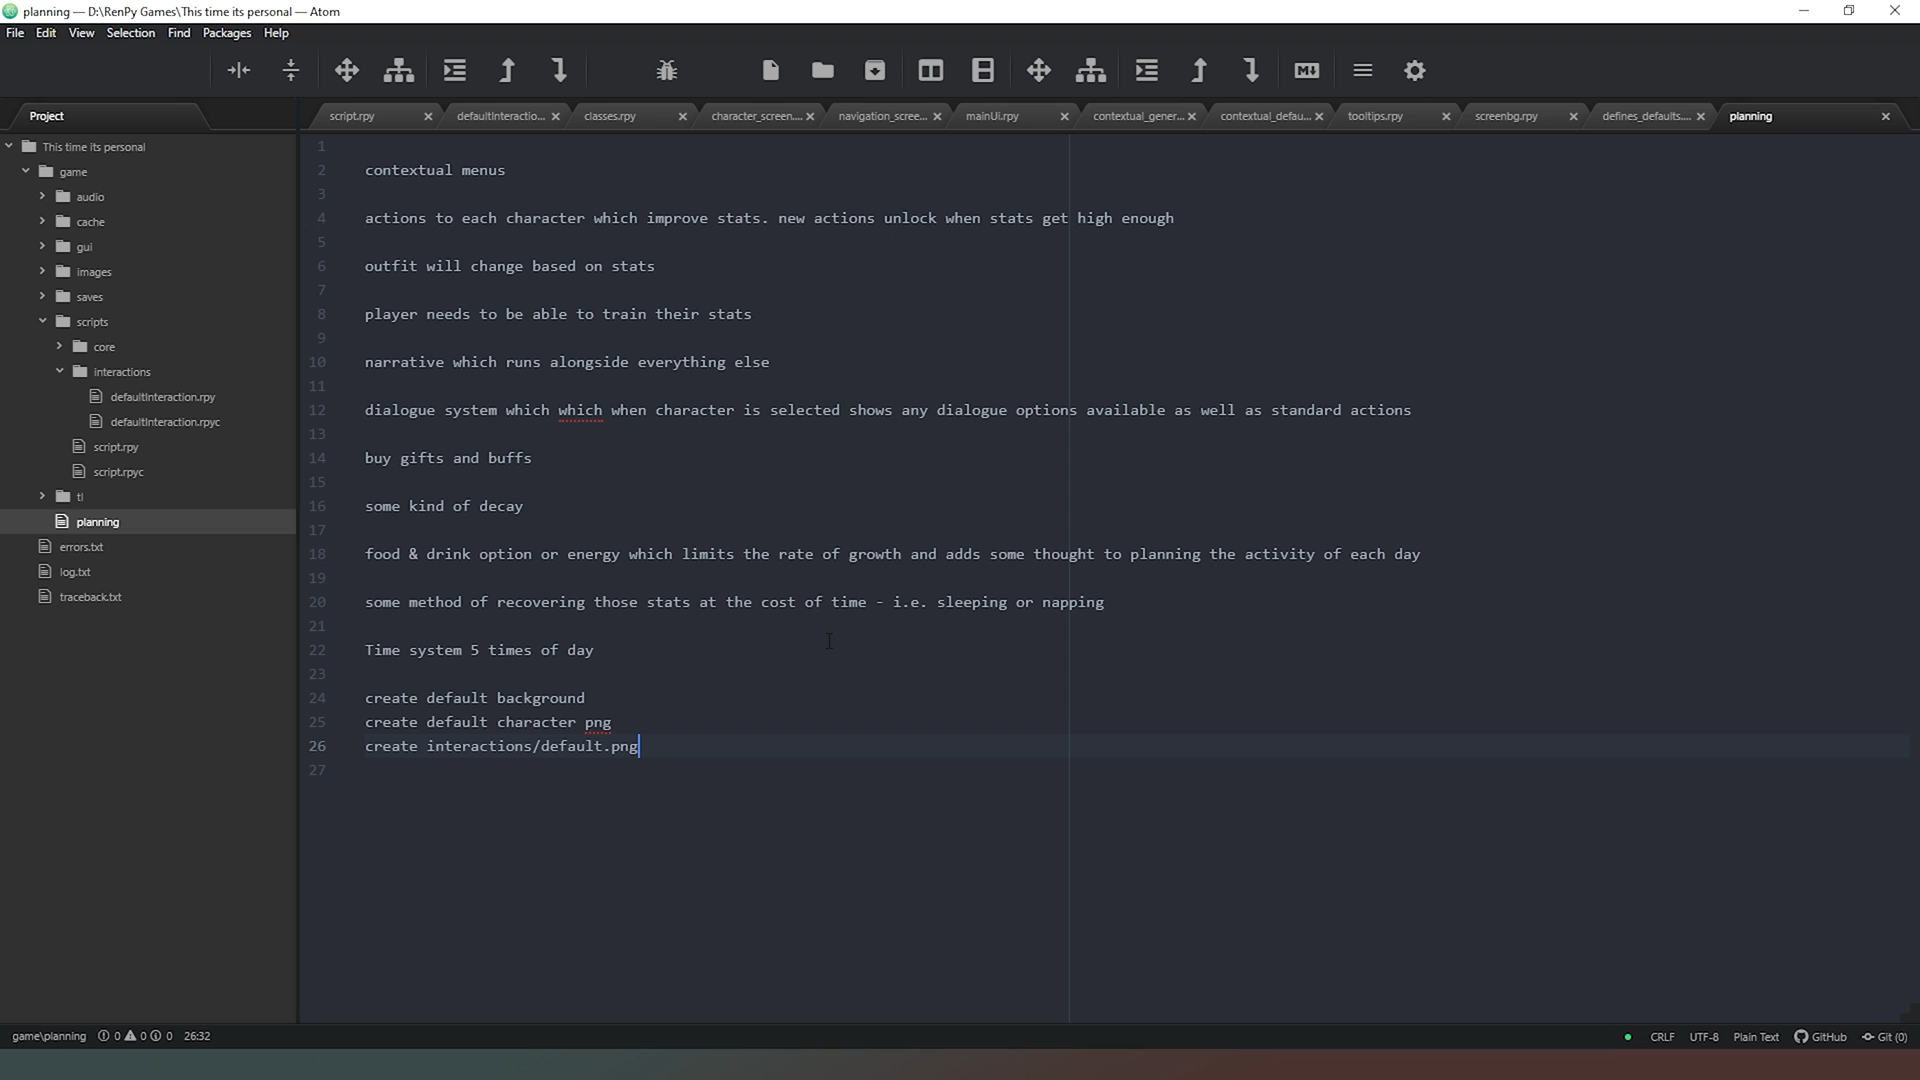 planning — D:\RenPy Games\This time its personal — Atom
File Edit View Selection Find Packages Help
Project
script.rpy
defaultInteractio...
classes.rpy
character_screen....
navigation_scree...
mainUi.rpy
contextual_gener...
contextual_defau...
tooltips.rpy
screenbg.rpy
defines_defaults....
planning
This time its personal
game
audio
cache
gui
images
saves
scripts
core
interactions
defaultInteraction.rpy
defaultInteraction.rpyc
script.rpy
script.rpyc
tl
planning
errors.txt
log.txt
traceback.txt
1
2 contextual menus
3
4 actions to each character which improve stats. new actions unlock when stats get high enough
5
6 outfit will change based on stats
7
8 player needs to be able to train their stats
9
10 narrative which runs alongside everything else
11
12 dialogue system which which when character is selected shows any dialogue options available as well as standard actions
13
14 buy gifts and buffs
15
16 some kind of decay
17
18 food & drink option or energy which limits the rate of growth and adds some thought to planning the activity of each day
19
20 some method of recovering those stats at the cost of time - i.e. sleeping or napping
21
22 Time system 5 times of day
23
24 create default background
25 create default character png
26 create interactions/default.png
27
game\planning 0 0 0 26:32
CRLF UTF-8 Plain Text GitHub Git (0)